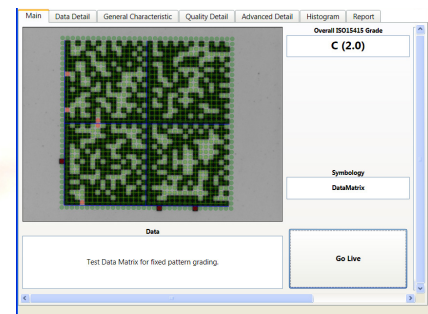 Main Data Detail General Characteristic Quality Detail Advanced Detail Histogram Report
Overall ISO15415 Grade
C (2.0)
Symbology
DataMatrix
Data
Test Data Matrix for fixed pattern grading.
Go Live